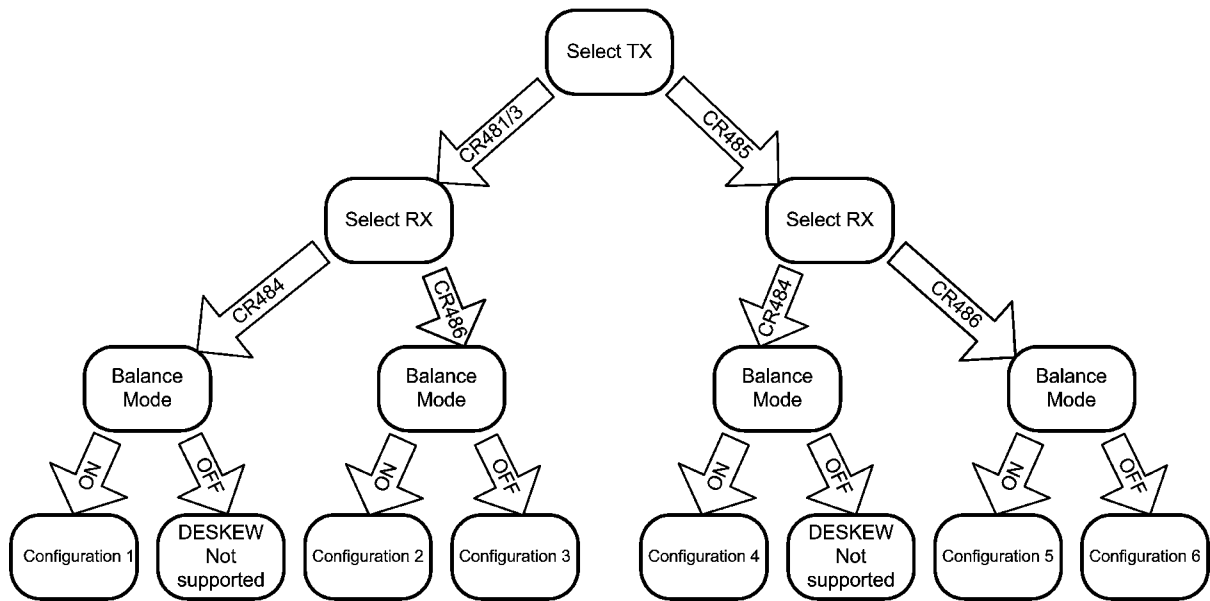 Select TX
CR481/3
CR485
Select RX
Select RX
CR484
CR486
CR484
CR486
Balance
Mode
Balance
Mode
Balance
Mode
Balance
Mode
ON
OFF
ON
OFF
ON
OFF
ON
OFF
Configuration 1
DESKEW
Not
supported
Configuration 2
Configuration 3
Configuration 4
DESKEW
Not
supported
Configuration 5
Configuration 6